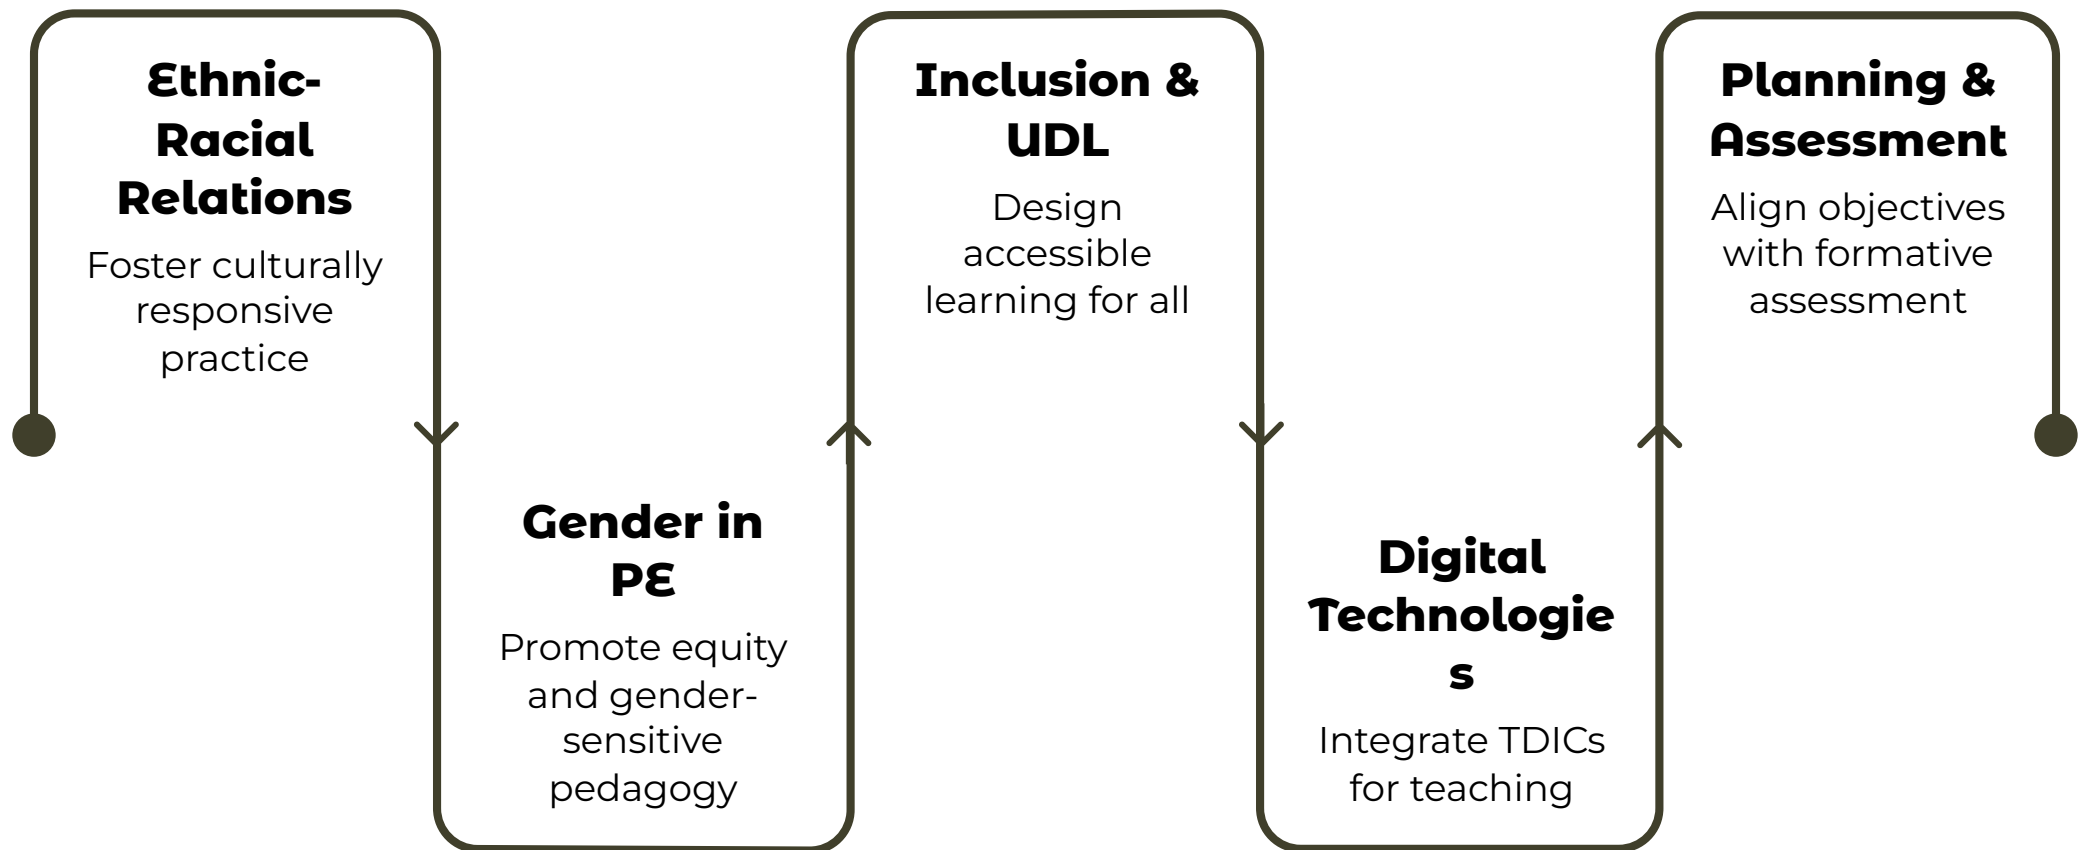 Ethnic-
Racial
Relations
Foster culturally
responsive
practice
Gender in
PE
Promote equity
and gender-
sensitive
pedagogy
Inclusion &
UDL
Design
accessible
learning for all
Digital
Technologie
s
Integrate TDICs
for teaching
Planning &
Assessment
Align objectives
with formative
assessment